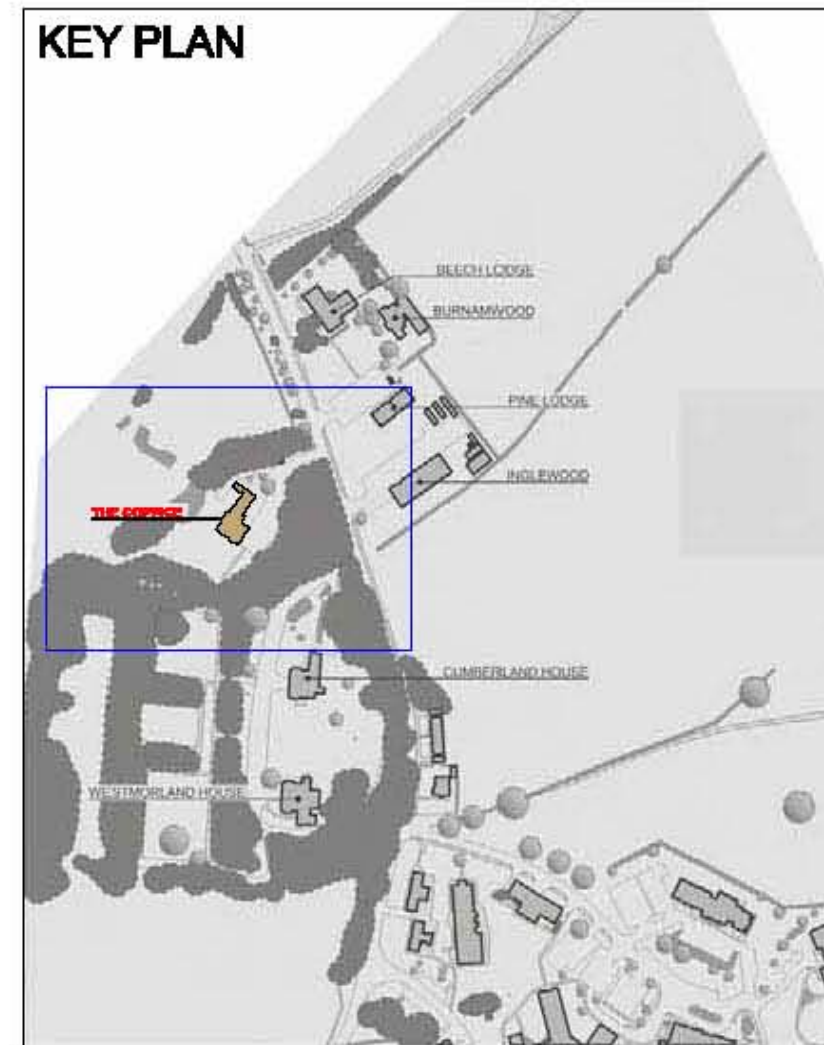 KEY PLAN
BEECH LODGE
BURNAMWOOD
PINE LODGE
INGLEWOOD
THE COPPICE
CUMBERLAND HOUSE
WESTMORLAND HOUSE